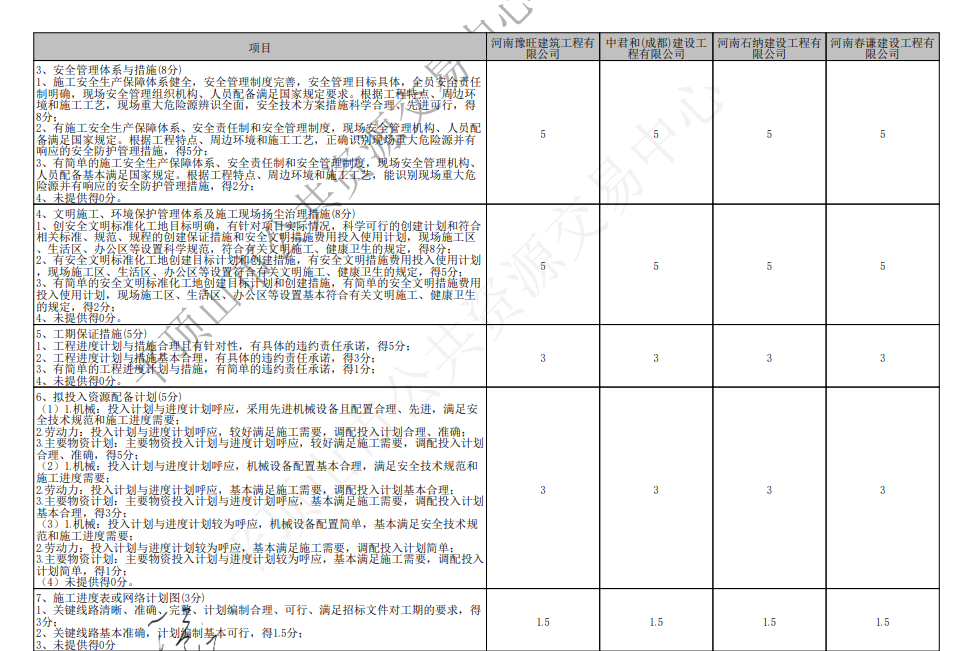 项目
河南豫旺建筑工程有
限公司
中君和(成都)建设工
程有限公司
河南石纳建设工程有
限公司
河南春谦建设工程有
限公司
3、安全管理体系与措施(8分)
1、施工安全生产保障体系健全，安全管理制度完善，安全管理目标具体，全员安全责任
制明确，现场安全管理组织机构、人员配备满足国家规定要求。根据工程特点、周边环
境和施工工艺，现场重大危险源辨识全面，安全技术方案措施科学合理、先进可行，得
8分；
2、有施工安全生产保障体系、安全责任制和安全管理制度，现场安全管理机构、人员配
备满足国家规定。根据工程特点、周边环境和施工工艺，正确识别现场重大危险源并有
响应的安全防护管理措施，得5分；
3、有简单的施工安全生产保障体系、安全责任制和安全管理制度，现场安全管理机构、
人员配备基本满足国家规定。根据工程特点、周边环境和施工工艺，能识别现场重大危
险源并有响应的安全防护管理措施，得2分；
4、未提供得0分。
5
5
5
5
4、文明施工、环境保护管理体系及施工现场扬尘治理措施(8分)
1、创安全文明标准化工地目标明确，有针对项目实际情况，科学可行的创建计划和符合
相关标准、规范、规程的创建保证措施和安全文明措施费用投入使用计划，现场施工区
、生活区、办公区等设置科学规范，符合有关文明施工、健康卫生的规定，得8分；
2、有安全文明标准化工地创建目标计划和创建措施，有安全文明措施费用投入使用计划
，现场施工区、生活区、办公区等设置符合有关文明施工、健康卫生的规定，得5分；
3、有简单的安全文明标准化工地创建目标计划和创建措施，有简单的安全文明措施费用
投入使用计划，现场施工区、生活区、办公区等设置基本符合有关文明施工、健康卫生
的规定，得2分；
4、未提供得0分。
5
5
5
5
5、工期保证措施(5分)
1、工程进度计划与措施合理且有针对性，有具体的违约责任承诺，得5分；
2、工程进度计划与措施基本合理，有具体的违约责任承诺，得3分；
3、有简单的工程进度计划与措施，有简单的违约责任承诺，得1分；
4、未提供得0分。
3
3
3
3
6、拟投入资源配备计划(5分)
（1）1.机械：投入计划与进度计划呼应，采用先进机械设备且配置合理、先进，满足安
全技术规范和施工进度需要；
2.劳动力：投入计划与进度计划呼应，较好满足施工需要，调配投入计划合理、准确；
3.主要物资计划：主要物资投入计划与进度计划呼应，较好满足施工需要，调配投入计划
合理、准确，得5分；
（2）1.机械：投入计划与进度计划呼应，机械设备配置基本合理，满足安全技术规范和
施工进度需要；
2.劳动力：投入计划与进度计划呼应，基本满足施工需要，调配投入计划基本合理；
3.主要物资计划：主要物资投入计划与进度计划呼应，基本满足施工需要，调配投入计划
基本合理，得3分；
（3）1.机械：投入计划与进度计划较为呼应，机械设备配置简单，基本满足安全技术规
范和施工进度需要；
2.劳动力：投入计划与进度计划较为呼应，基本满足施工需要，调配投入计划简单；
3.主要物资计划：主要物资投入计划与进度计划较为呼应，基本满足施工需要，调配投入
计划简单，得1分；
（4）未提供得0分。
3
3
3
3
7、施工进度表或网络计划图(3分)
1、关键线路清晰、准确、完整、计划编制合理、可行、满足招标文件对工期的要求，得
3分；
2、关键线路基本准确，计划编制基本可行，得1.5分；
3、未提供得0分
1.5
1.5
1.5
1.5
平顶山公共资源交易中心
平顶山公共资源交易中心